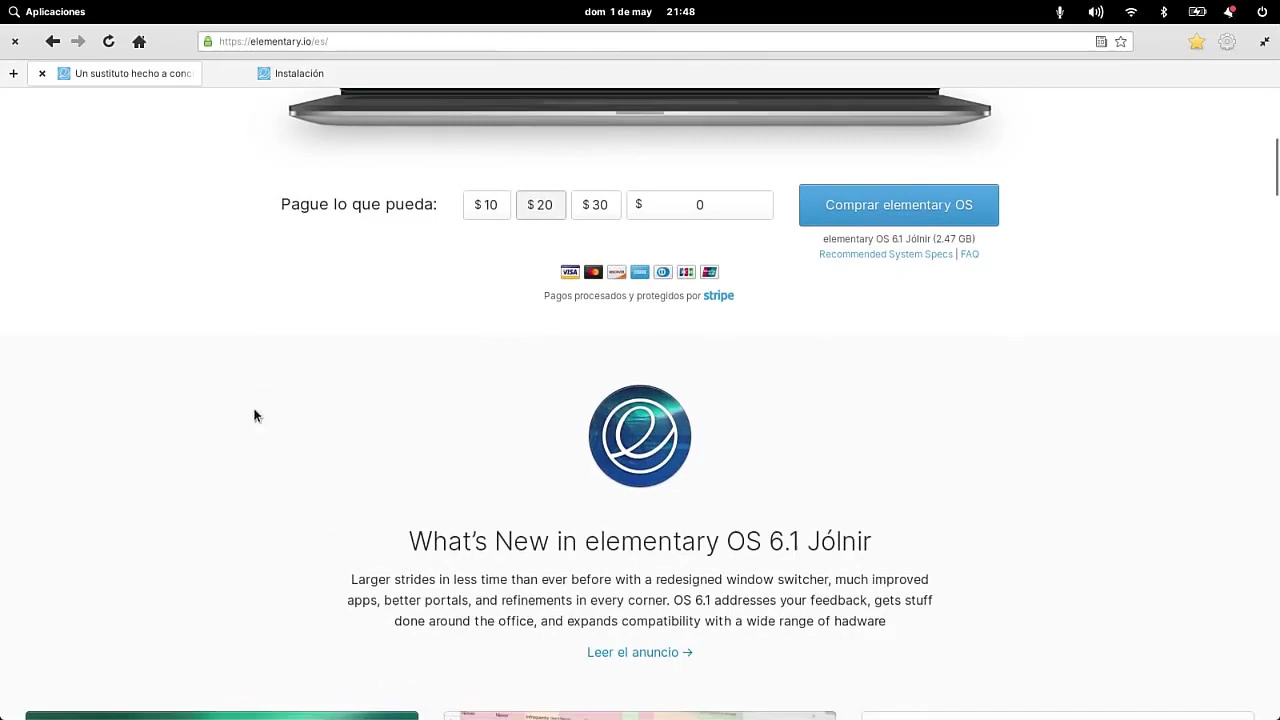 Aplicaciones
dom 1 de may 21:48
https://elementary.io/es/
Un sustituto hecho a conc
Instalación
Pague lo que pueda:
$ 10
$ 20
$ 30
$ 0
Comprar elementary OS
elementary OS 6.1 Jólnir (2.47 GB)
Recommended System Specs | FAQ
VISA
Pagos procesados y protegidos por stripe
What’s New in elementary OS 6.1 Jólnir
Larger strides in less time than ever before with a redesigned window switcher, much improved
apps, better portals, and refinements in every corner. OS 6.1 addresses your feedback, gets stuff
done around the office, and expands compatibility with a wide range of hadware
Leer el anuncio →